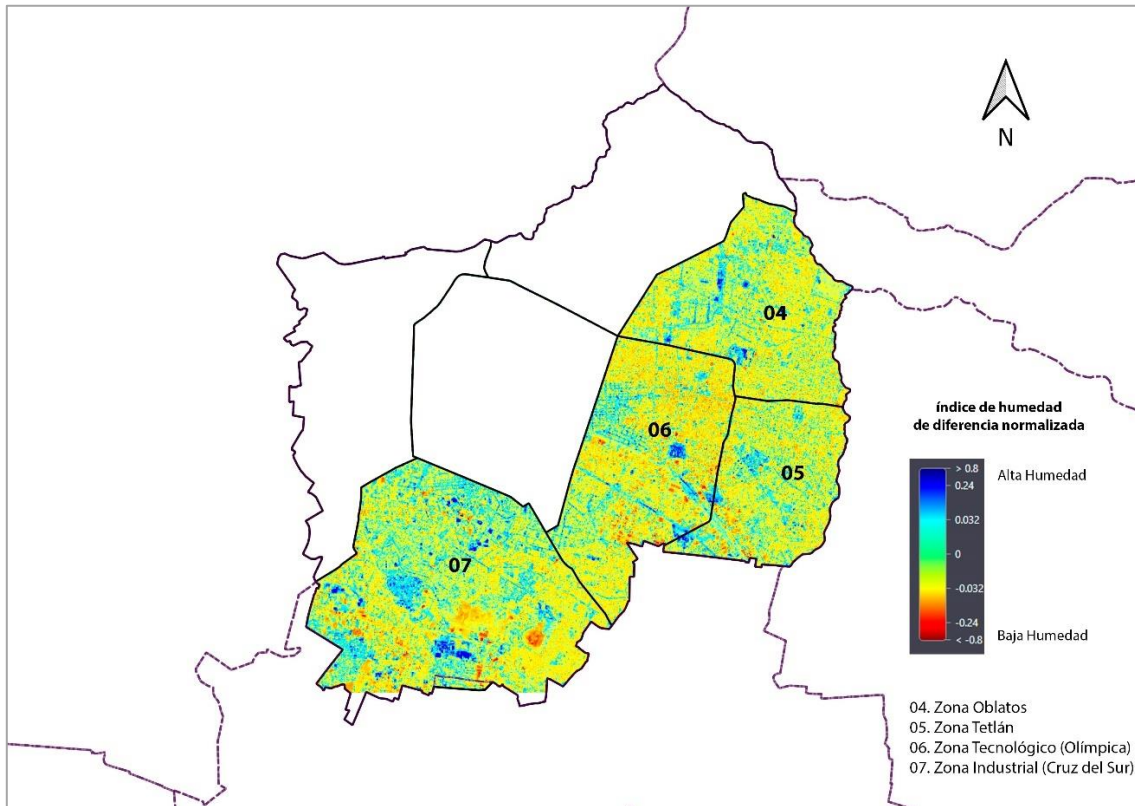 N
04
06
05
07
índice de humedad
de diferencia normalizada
> 0.8
0.24
0.032
0
-0.032
-0.24
< -0.8
Alta Humedad
Baja Humedad
04. Zona Oblatos
05. Zona Tetlán
06. Zona Tecnológico (Olímpica)
07. Zona Industrial (Cruz del Sur)